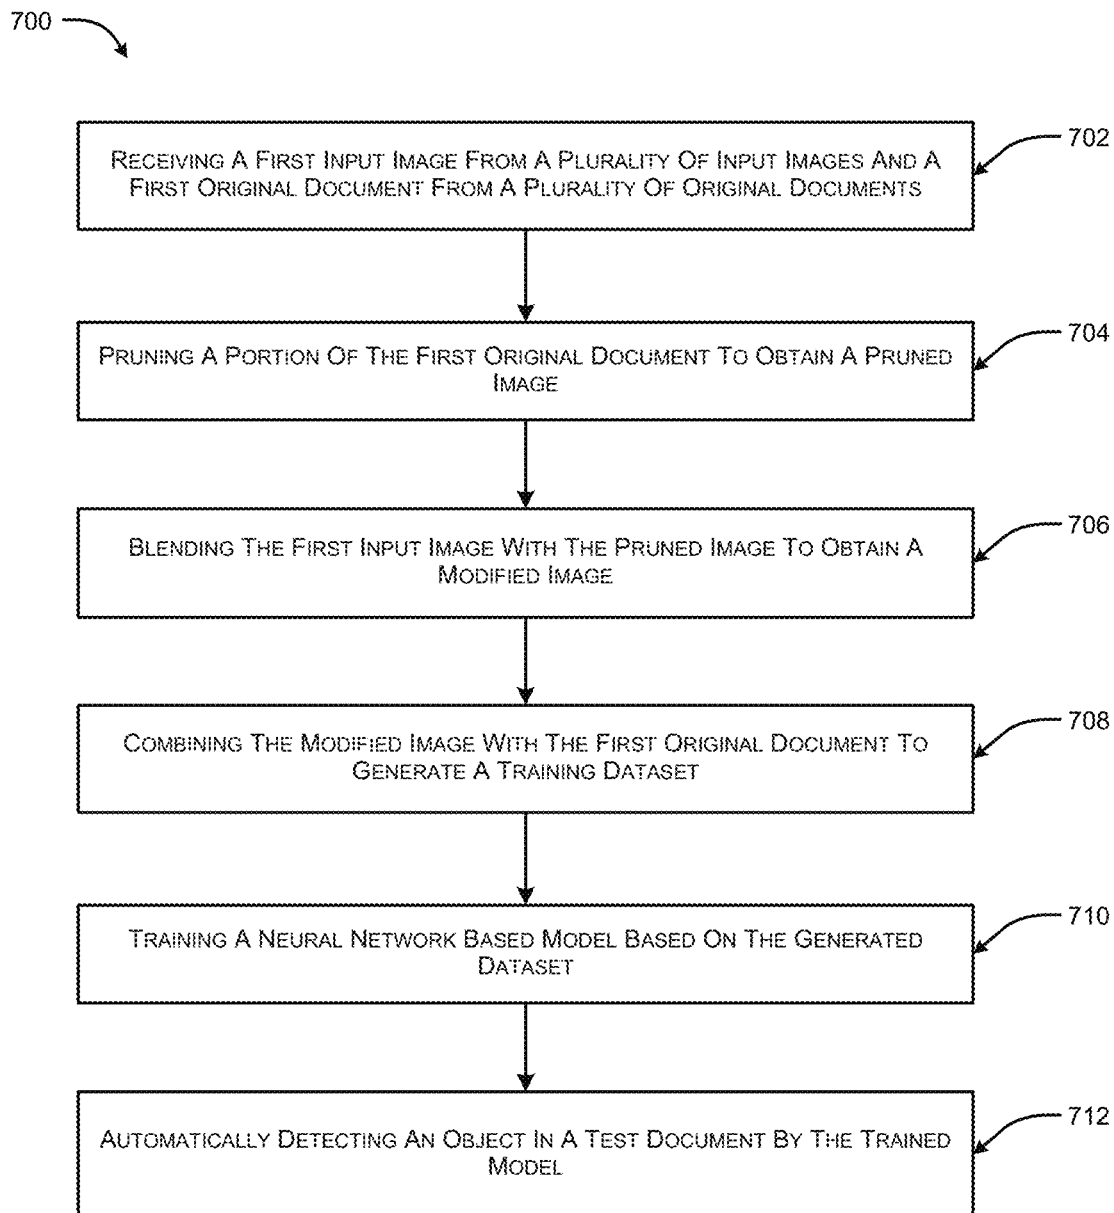 700
702
Receiving A First Input Image From A Plurality Of Input Images And A
First Original Document From A Plurality Of Original Documents
704
Pruning A Portion Of The First Original Document To Obtain A Pruned
Image
706
Blending The First Input Image With The Pruned Image To Obtain A
Modified Image
708
Combining The Modified Image With The First Original Document To
Generate A Training Dataset
710
Training A Neural Network Based Model Based On The Generated
Dataset
712
Automatically Detecting An Object In A Test Document By The Trained
Model